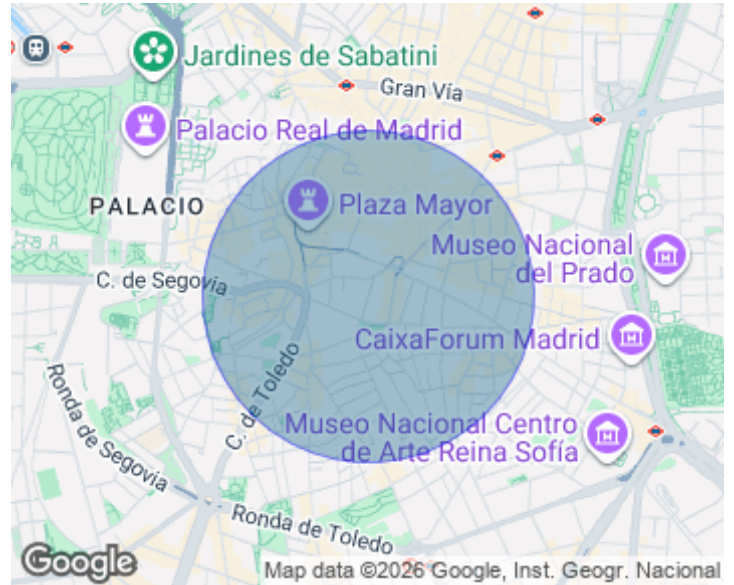 Jardines de Sabatini
Gran Vía
Palacio Real de Madrid
PALACIO
Plaza Mayor
Museo Nacional
del Prado
C. de Segovia
CaixaForum Madrid
C. de Toledo
Ronda de Segovia
Museo Nacional Centro
de Arte Reina Sofía
Ronda de Toledo
Google
Map data ©2026 Google, Inst. Geogr. Nacional